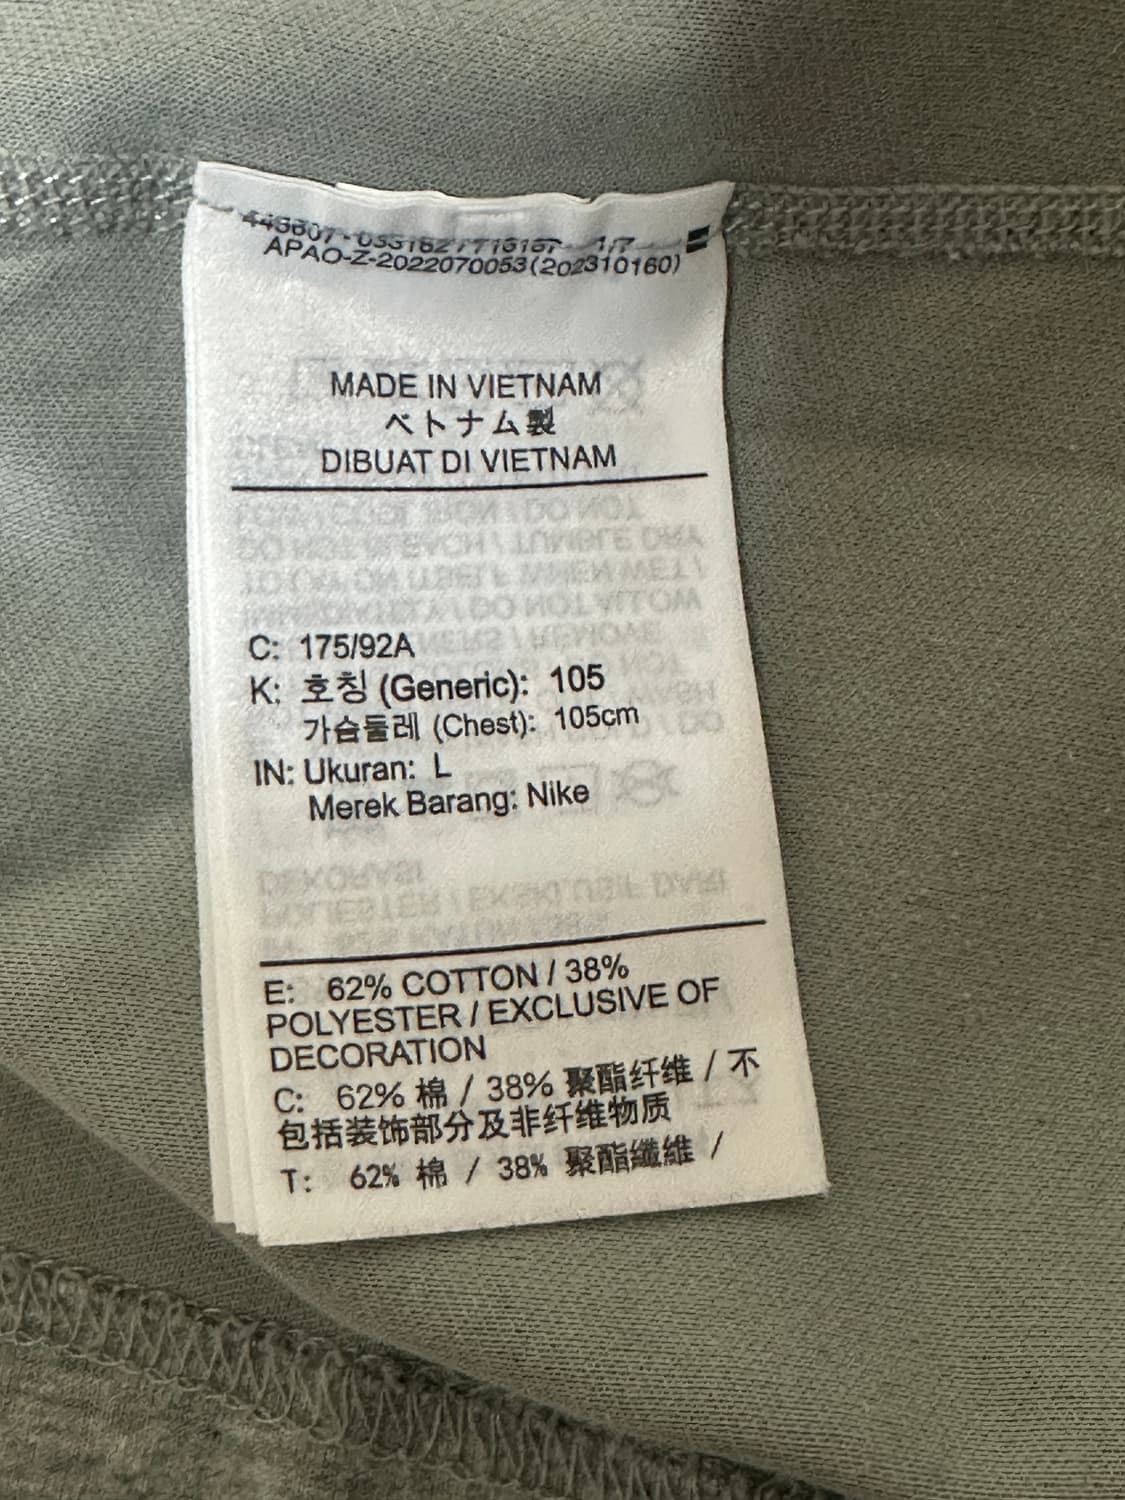 APAO-Z-2022070053(202310160)
MADE IN VIETNAM
ベトナム製
DIBUAT DI VIETNAM
C: 175/92A
K: 호칭 (Generic): 105
가슴둘레 (Chest): 105cm
IN: Ukuran: L
Merek Barang: Nike
E: 62% COTTON / 38%
POLYESTER / EXCLUSIVE OF
DECORATION
C: 62% 棉 / 38% 聚酯纤维 / 不
包括装饰部分及非纤维物质
T: 62% 棉 / 38% 聚酯纖維 /